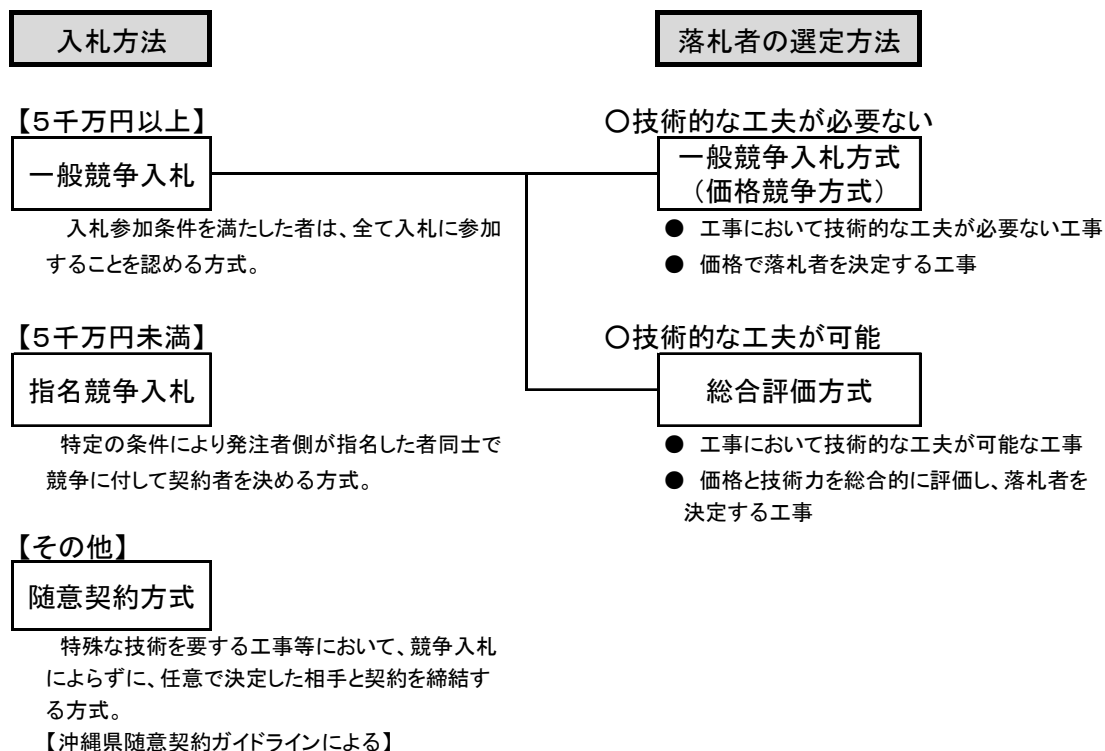 入札方法
【5千万円以上】
一般競争入札
入札参加条件を満たした者は、全て入札に参加
することを認める方式。
【5千万円未満】
指名競争入札
特定の条件により発注者側が指名した者同士で
競争に付して契約者を決める方式。
【その他】
随意契約方式
特殊な技術を要する工事等において、競争入札
によらずに、任意で決定した相手と契約を締結す
る方式。
【沖縄県随意契約ガイドラインによる】
落札者の選定方法
〇技術的な工夫が必要ない
一般競争入札方式
（価格競争方式）
● 工事において技術的な工夫が必要ない工事
● 価格で落札者を決定する工事
〇技術的な工夫が可能
総合評価方式
● 工事において技術的な工夫が可能な工事
● 価格と技術力を総合的に評価し、落札者を
決定する工事